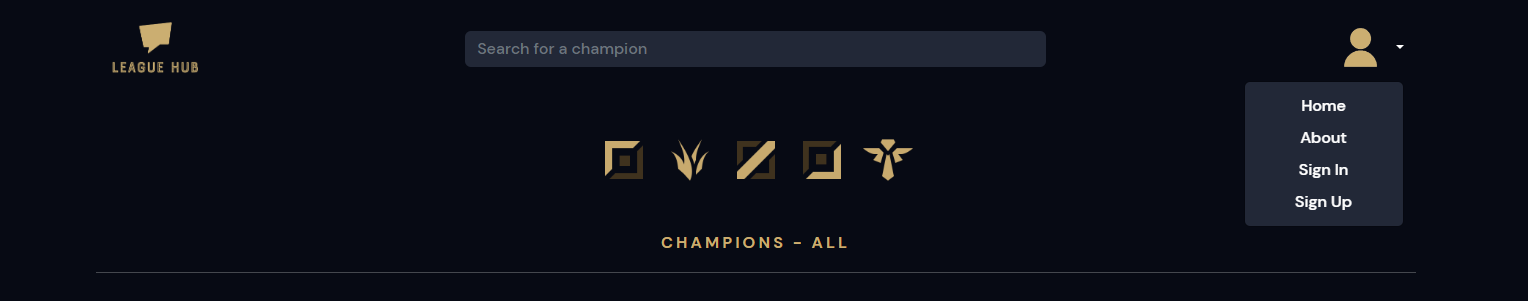 LEAGUE HUB
Search for a champion
Home
About
Sign In
Sign Up
CHAMPIONS - ALL